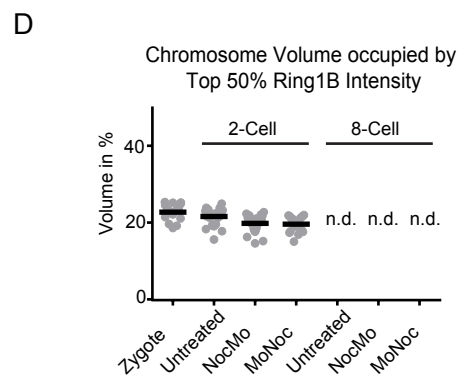 D
Chromosome Volume occupied by
Top 50% Ring1B Intensity
2-Cell 8-Cell
Volume in %
40
20
0
n.d. n.d. n.d.
Zygote
Untreated
NocMo
MoNoc
Untreated
NocMo
MoNoc